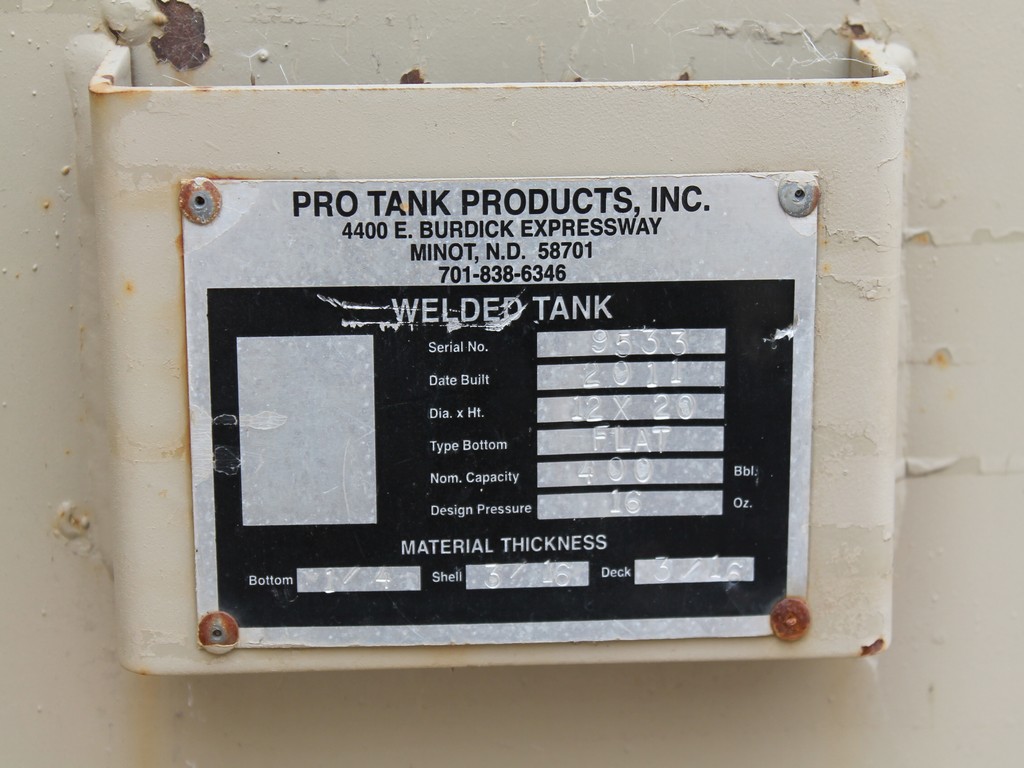 PRO TANK PRODUCTS, INC.
4400 E. BURDICK EXPRESSWAY
MINOT, N.D. 58701
701-838-6346
WELDED TANK
Serial No. 9533
Date Built 2011
Dia. x Ht. 12 X 20
Type Bottom FLAT
Nom. Capacity 400 Bbl.
Design Pressure 16 Oz.
MATERIAL THICKNESS
Bottom 1/4 Shell 3/16 Deck 3/16